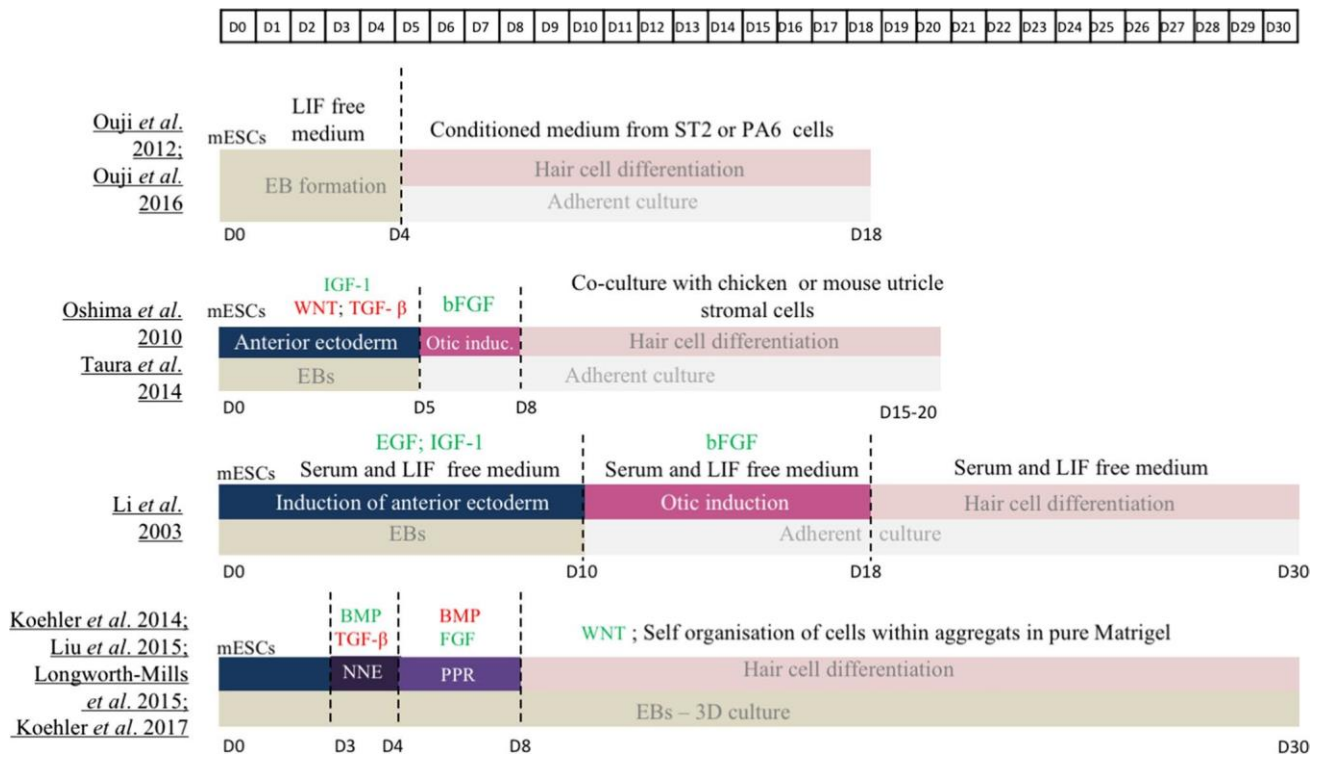 D0 D1 D2 D3 D4 D5 D6 D7 D8 D9 D10 D11 D12 D13 D14 D15 D16 D17 D18 D19 D20 D21 D22 D23 D24 D25 D26 D27 D28 D29 D30
Ouji et al.
2012;
Ouji et al.
2016
mESCs
LIF free
medium
Conditioned medium from ST2 or PA6 cells
EB formation
Hair cell differentiation
Adherent culture
D0 D4 D18
Oshima et al.
2010
Taura et al.
2014
mESCs
IGF-1
WNT; TGF- β
bFGF
Co-culture with chicken or mouse utricle
stromal cells
Anterior ectoderm Otic induc. Hair cell differentiation
EBs Adherent culture
D0 D5 D8 D15-20
Li et al.
2003
mESCs
EGF; IGF-1
Serum and LIF free medium
bFGF
Serum and LIF free medium
Serum and LIF free medium
Induction of anterior ectoderm Otic induction Hair cell differentiation
EBs Adherent culture
D0 D10 D18 D30
Koehler et al. 2014;
Liu et al. 2015;
Longworth-Mills
et al. 2015;
Koehler et al. 2017
mESCs
BMP
TGF-β
BMP
FGF
WNT ; Self organisation of cells within aggregats in pure Matrigel
NNE PPR Hair cell differentiation
EBs – 3D culture
D0 D3 D4 D8 D30